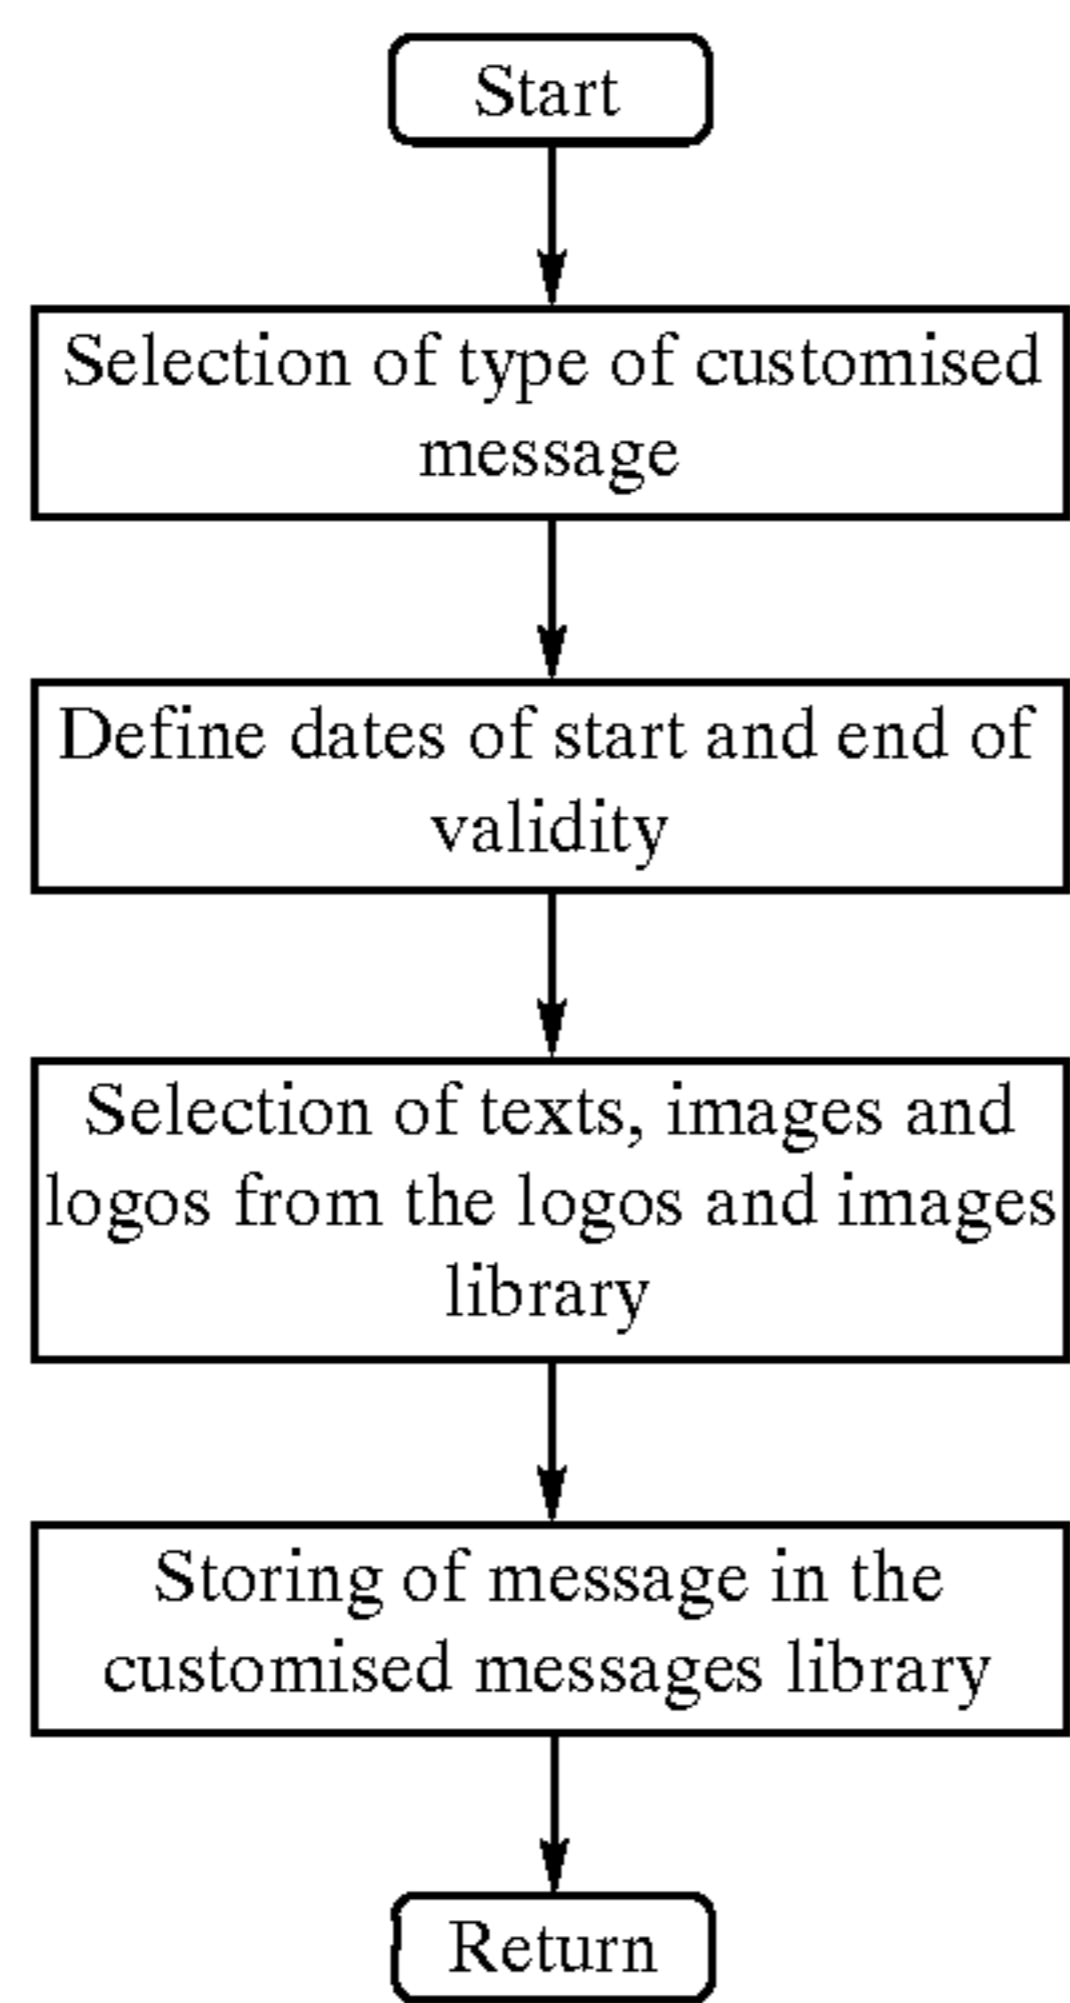 Start
Selection of type of customised
message
Define dates of start and end of
validity
Selection of texts, images and
logos from the logos and images
library
Storing of message in the
customised messages library
Return